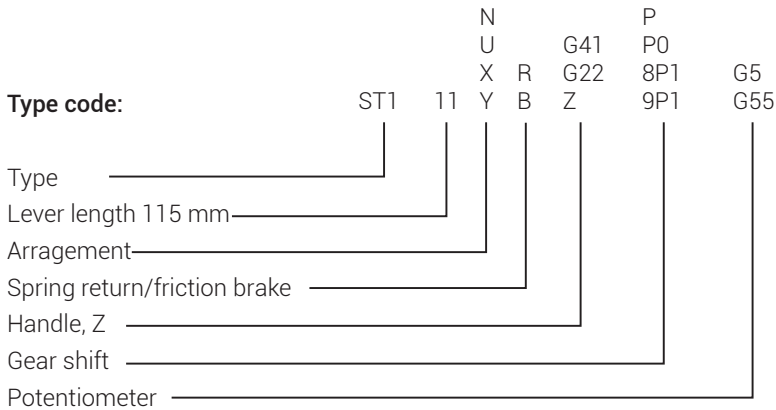 N P
U G41 P0
X R G22 8P1 G5
Type code: ST1 11 Y B Z 9P1 G55
Type
Lever length 115 mm
Arragement
Spring return/friction brake
Handle, Z
Gear shift
Potentiometer